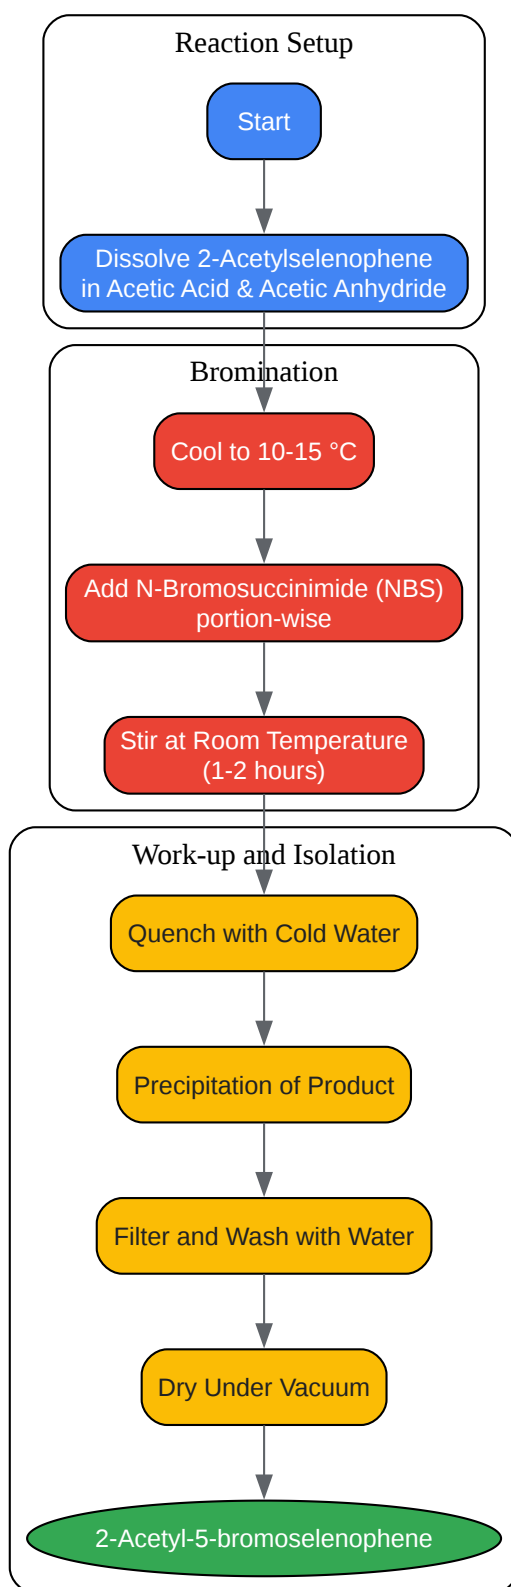 Reaction Setup
Start
Dissolve 2-Acetylselenophene
in Acetic Acid & Acetic Anhydride
Bromination
Cool to 10-15 °C
Add N-Bromosuccinimide (NBS)
portion-wise
Stir at Room Temperature
(1-2 hours)
Work-up and Isolation
Quench with Cold Water
Precipitation of Product
Filter and Wash with Water
Dry Under Vacuum
2-Acetyl-5-bromoselenophene